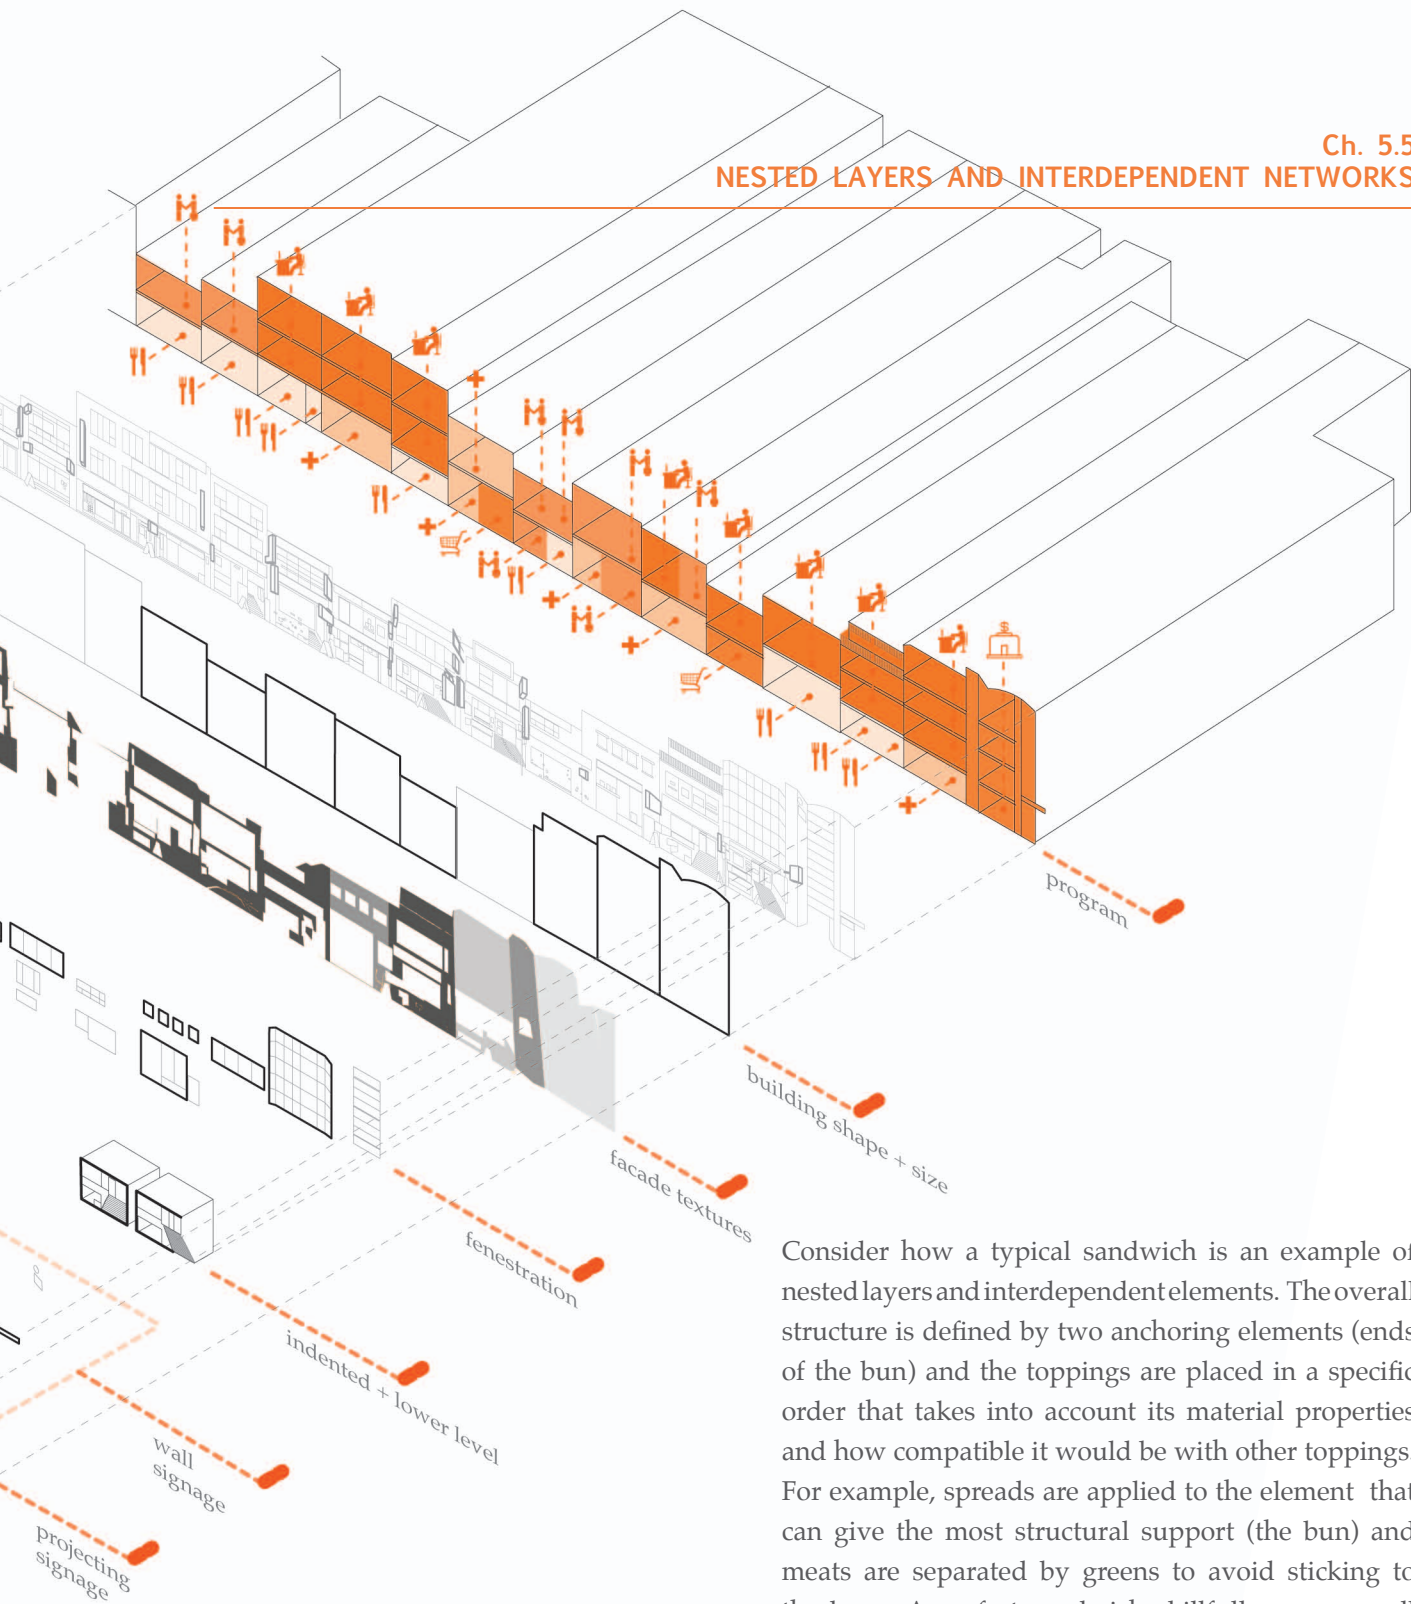 Ch. 5.5
NESTED LAYERS AND INTERDEPENDENT NETWORKS
$
program
building shape + size
facade textures
fenestration
indented + lower level
wall
signage
projecting
signage
Consider how a typical sandwich is an example of
nested layers and interdependent elements. The overall
structure is defined by two anchoring elements (ends
of the bun) and the toppings are placed in a specific
order that takes into account its material properties
and how compatible it would be with other toppings.
For example, spreads are applied to the element that
can give the most structural support (the bun) and
meats are separated by greens to avoid sticking to